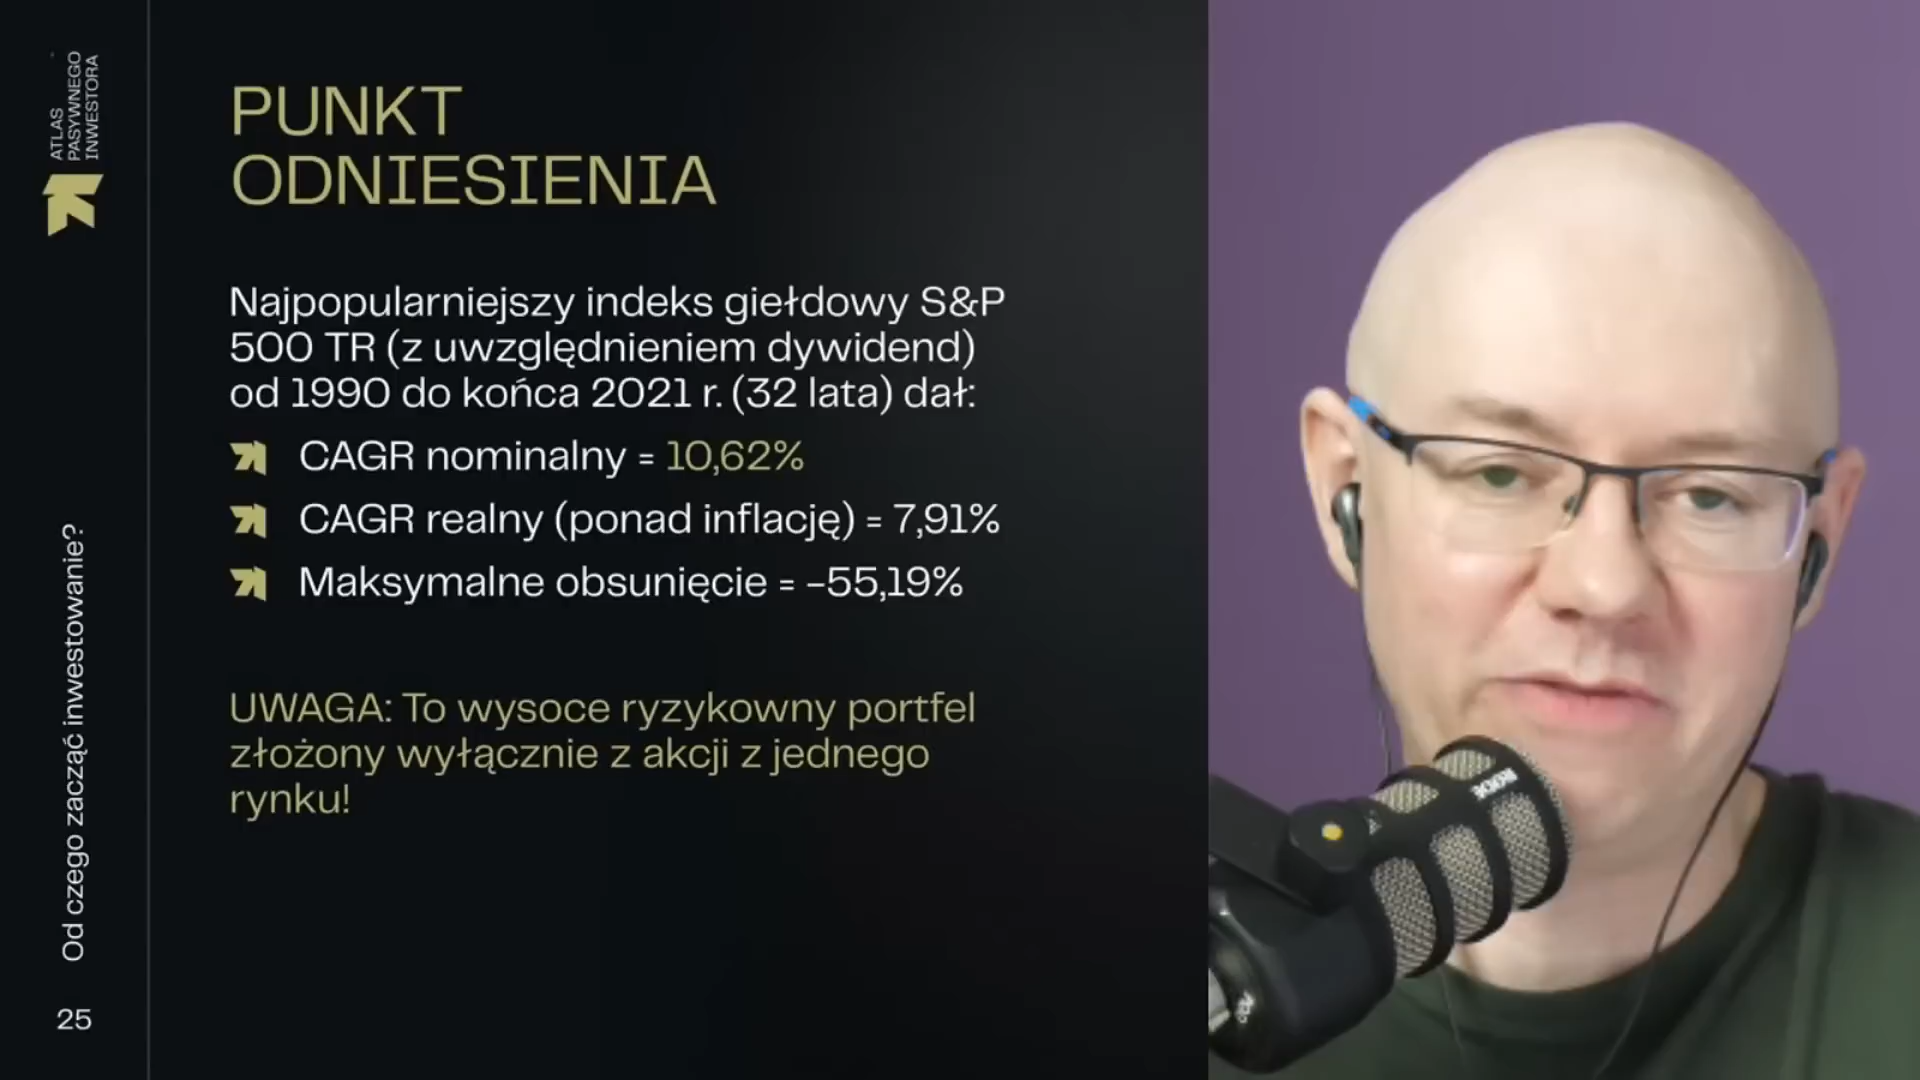 ATLAS
PASYWNEGO
INWESTORA
Od czego zacząć inwestowanie?
25
PUNKT
ODNIESIENIA
Najpopularniejszy indeks giełdowy S&P
500 TR (z uwzględnieniem dywidend)
od 1990 do końca 2021 r. (32 lata) dał:
CAGR nominalny = 10,62%
CAGR realny (ponad inflację) = 7,91%
Maksymalne obsunięcie = -55,19%
UWAGA: To wysoce ryzykowny portfel
złożony wyłącznie z akcji z jednego
rynku!
RODE